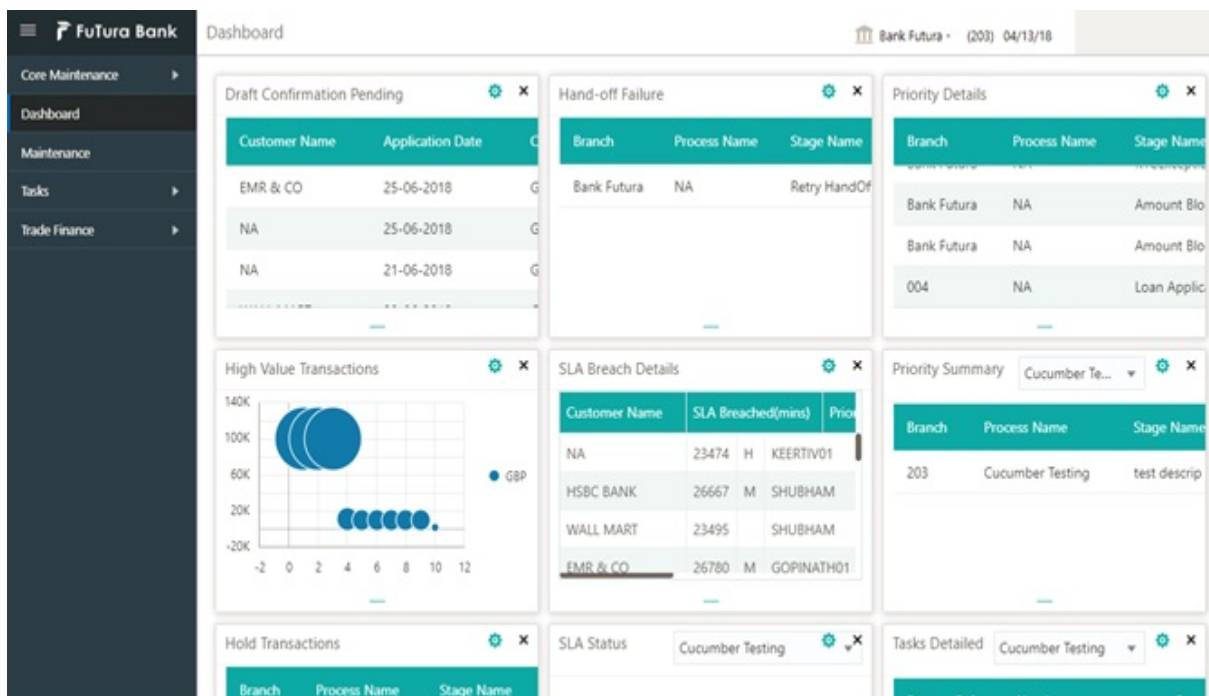 FuTura Bank
Dashboard
Bank Futura - (203) 04/13/18
Core Maintenance
Dashboard
Maintenance
Tasks
Trade Finance
Draft Confirmation Pending
Customer Name Application Date C
EMR & CO 25-06-2018 G
NA 25-06-2018 G
NA 21-06-2018 G
Hand-off Failure
Branch Process Name Stage Name
Bank Futura NA Retry HandOf
Priority Details
Branch Process Name Stage Name
Bank Futura NA Amount Blo
Bank Futura NA Amount Blo
004 NA Loan Applic
High Value Transactions
140K
100K
60K
20K
-20K
-2 0 2 4 6 8 10 12
GBP
SLA Breach Details
Customer Name SLA Breached(mins) Prior
NA 23474 H KEERTIV01
HSBC BANK 26667 M SHUBHAM
WALL MART 23495 SHUBHAM
EMR & CO 26780 M GOPINATH01
Priority Summary Cucumber Te...
Branch Process Name Stage Name
203 Cucumber Testing test descrip
Hold Transactions
Branch Process Name Stage Name
SLA Status Cucumber Testing
Tasks Detailed Cucumber Testing